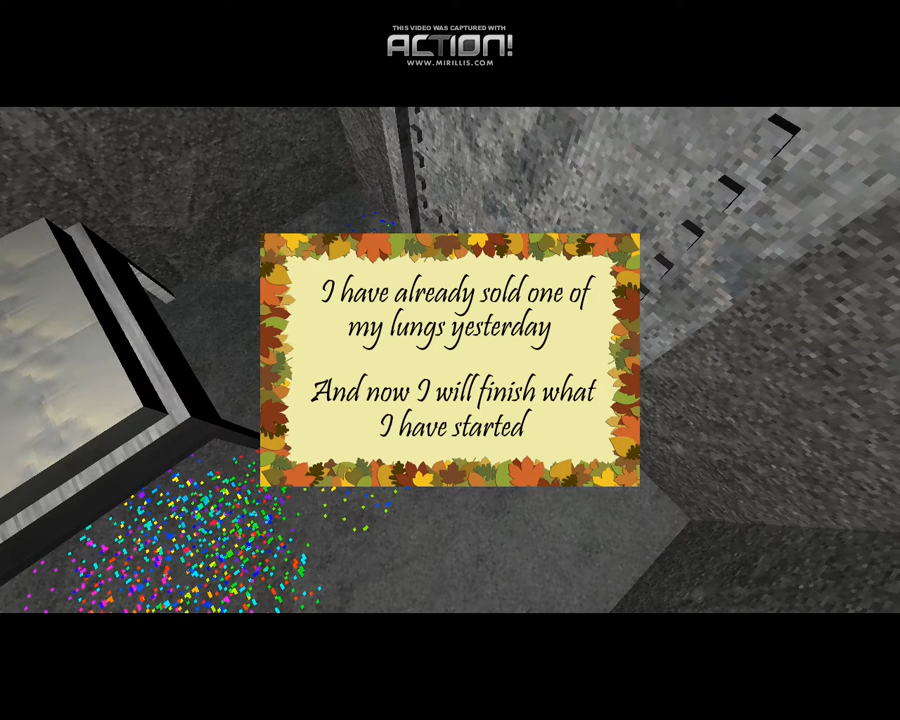 THIS VIDEO WAS CAPTURED WITH
ACTION!
WWW.MIRILLIS.COM
I have already sold one of
my lungs yesterday
And now I will finish what
I have started